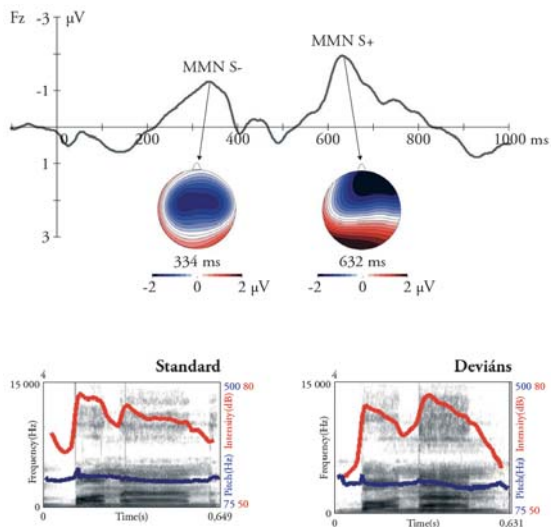 Fz -3 μV
MMN S-
MMN S+
-1
200 400 600 800 1000 ms
1
3
334 ms
632 ms
-2 0 2 μV
-2 0 2 μV
Standard
Deviáns
4
15 000
500 80
Frequency(Hz)
Pitch(Hz)
Intensity(dB)
0
75 50
0
Time(s)
0,649
4
15 000
500 80
Frequency(Hz)
Pitch(Hz)
Intensity(dB)
0
75 50
0
Time(s)
0.631